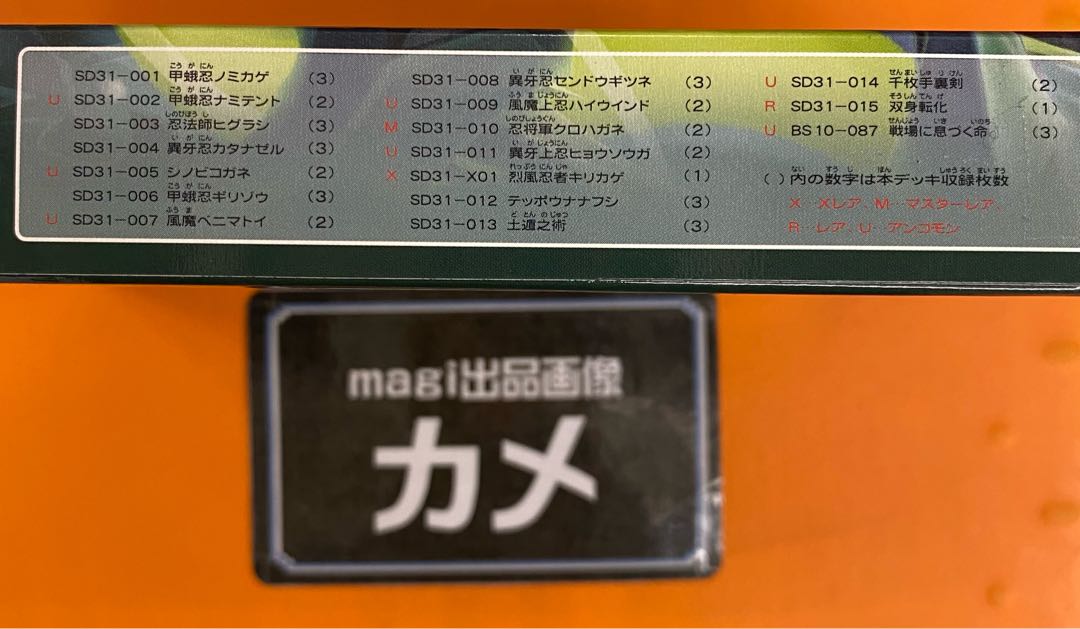 SD31-001 甲蛾忍ノミカゲ (3)
U SD31-002 甲蛾忍ナミテント (2)
SD31-003 忍法師ヒグラシ (3)
SD31-004 異牙忍カタナゼル (3)
U SD31-005 シノビコガネ (2)
SD31-006 甲蛾忍ギリソウ (3)
U SD31-007 風魔ベニマトイ (2)
SD31-008 異牙忍センドウギツネ (3)
U SD31-009 風魔上忍ハイウインド (2)
M SD31-010 忍将軍クロハガネ (2)
U SD31-011 異牙上忍ヒョウソウガ (2)
X SD31-X01 烈風忍者キリカゲ (1)
SD31-012 テッポウナナフシ (3)
SD31-013 土遁之術 (3)
U SD31-014 千枚手裏剣 (2)
R SD31-015 双身転化 (1)
U BS10-087 戦場に息づく命 (3)
( )内の数字は本デッキ収録枚数
X…Xレア、M…マスターレア、
R…レア、U…アンコモン
magi出品画像
カメ